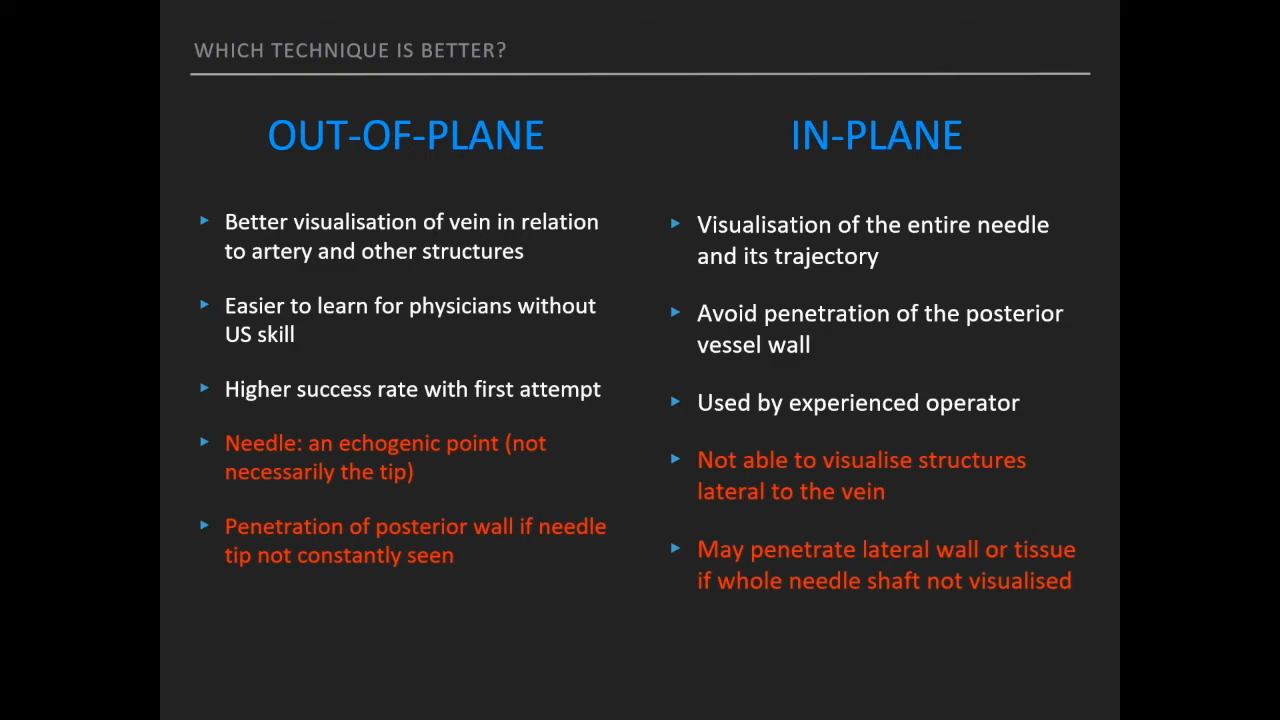 WHICH TECHNIQUE IS BETTER?
OUT-OF-PLANE
Better visualisation of vein in relation
to artery and other structures
Easier to learn for physicians without
US skill
Higher success rate with first attempt
Needle: an echogenic point (not
necessarily the tip)
Penetration of posterior wall if needle
tip not constantly seen
IN-PLANE
Visualisation of the entire needle
and its trajectory
Avoid penetration of the posterior
vessel wall
Used by experienced operator
Not able to visualise structures
lateral to the vein
May penetrate lateral wall or tissue
if whole needle shaft not visualised